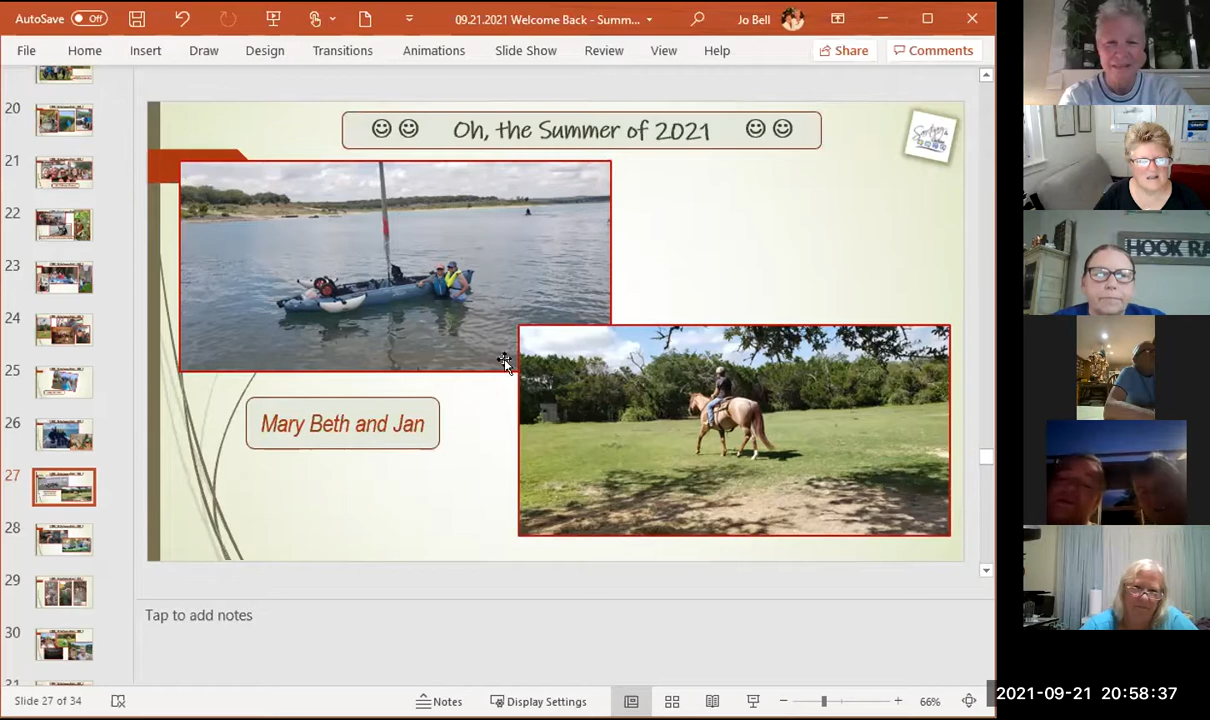 AutoSave Off 09.21.2021 Welcome Back - Summ... Jo Bell
File Home Insert Draw Design Transitions Animations Slide Show Review View Help Share Comments
20
21
22
23
24
25
26
27
28
29
30
Oh, the Summer of 2021
Mary Beth and Jan
Tap to add notes
Slide 27 of 34 Notes Display Settings 66%
HOOK RA
2021-09-21 20:58:37